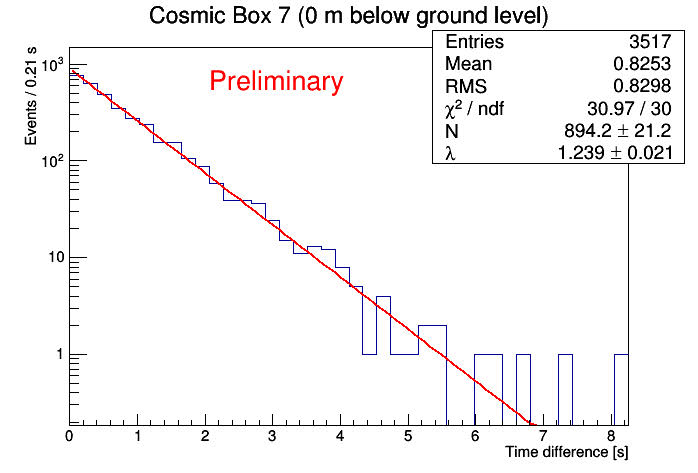 Cosmic Box 7 (0 m below ground level)
Entries 3517
Mean 0.8253
RMS 0.8298
χ² / ndf 30.97 / 30
N 894.2 ± 21.2
λ 1.239 ± 0.021
Preliminary
Events / 0.21 s
10³
10²
10
1
0 1 2 3 4 5 6 7 8
Time difference [s]